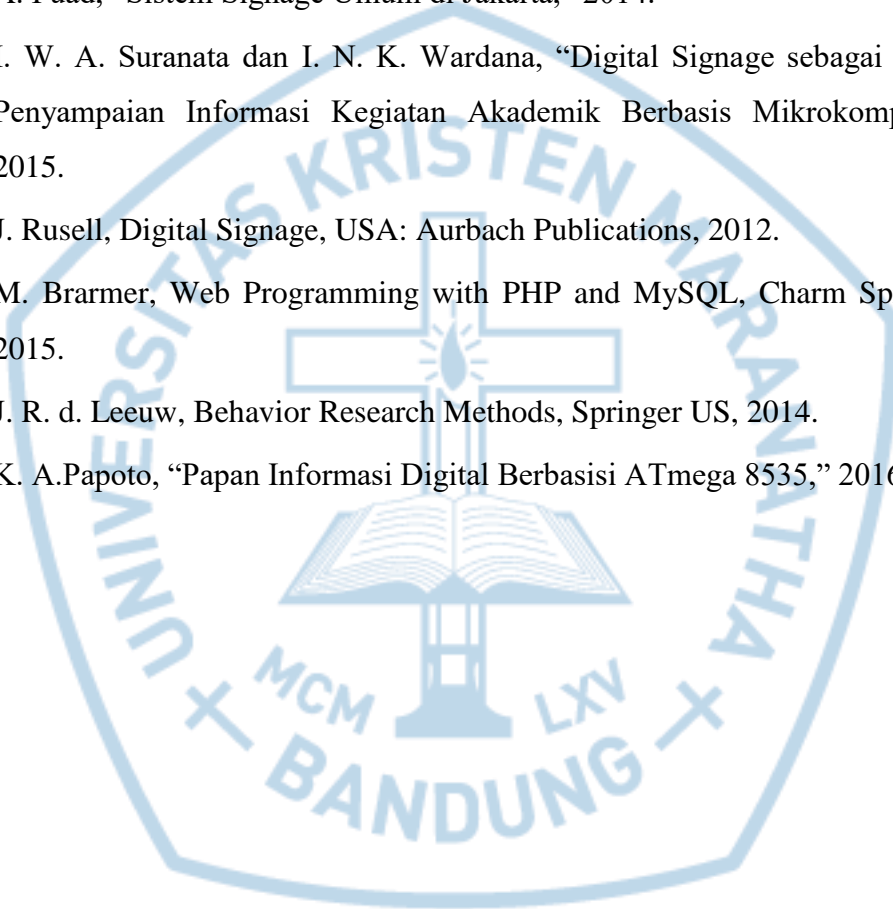 Fuad, “Sistem Signage Umum di Jakarta,” 2014.
I. W. A. Suranata dan I. N. K. Wardana, “Digital Signage sebagai
Penyampaian Informasi Kegiatan Akademik Berbasis
2015.
J. Rusell, Digital Signage, USA: Aurbach Publications, 2012.
M. Brarmer, Web Programming with PHP and MySQL, Charm
2015.
J. R. d. Leeuw, Behavior Research Methods, Springer US, 2014.
K. A.Papoto, “Papan Informasi Digital Berbasisi ATmega 8535,” 2016
UNIVERSITAS KRISTEN MARANATHA
MCM LXV
BANDUNG